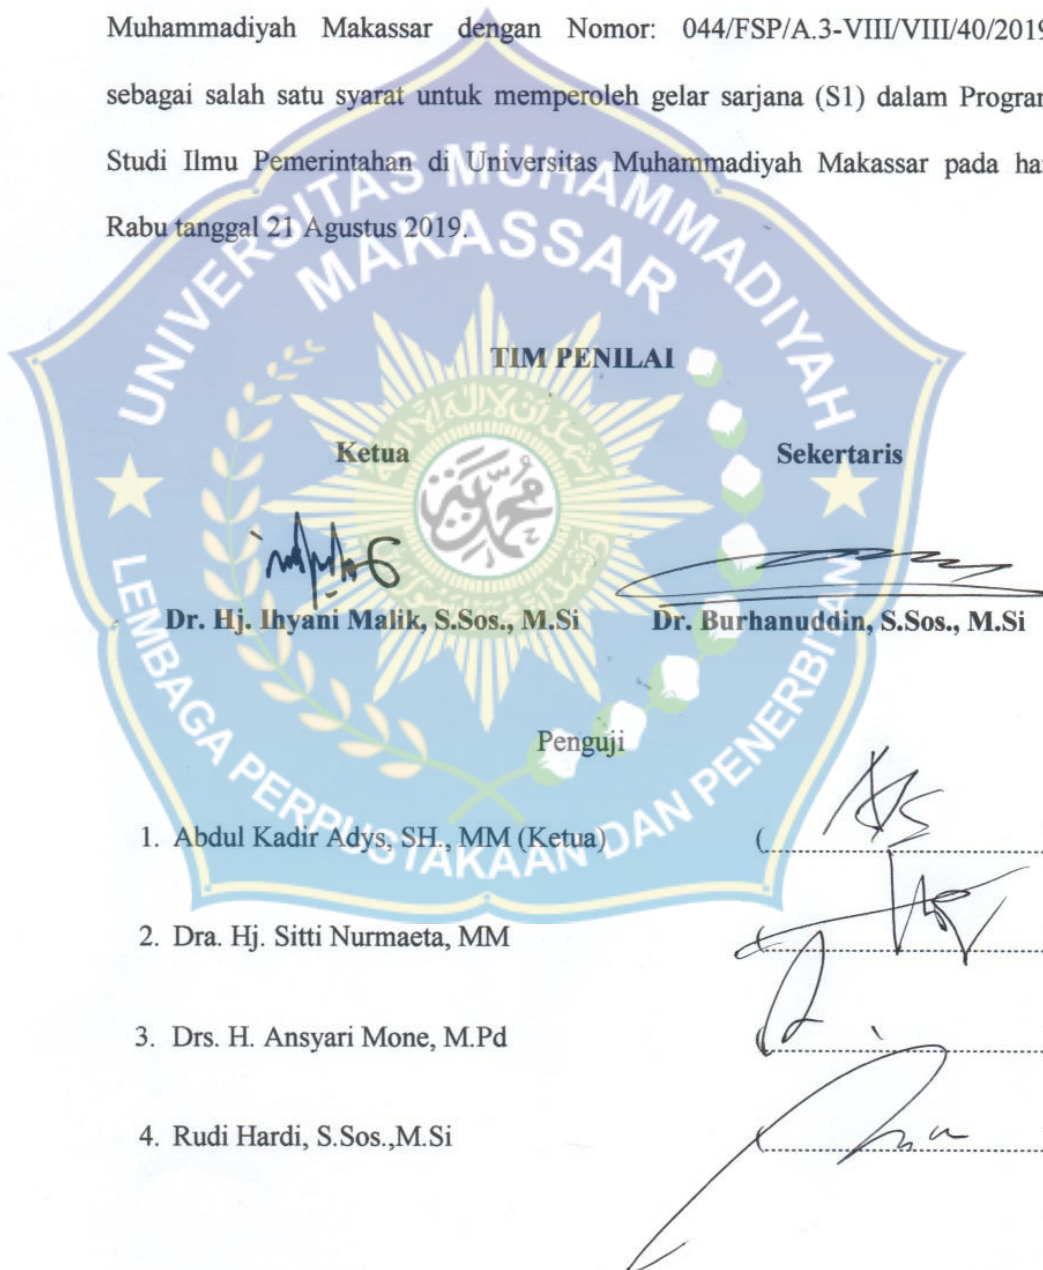 Muhammadiyah Makassar dengan Nomor: 044/FSP/A.3-VIII/VIII/40/2019
sebagai salah satu syarat untuk memperoleh gelar sarjana (S1) dalam Program
Studi Ilmu Pemerintahan di Universitas Muhammadiyah Makassar pada har
Rabu tanggal 21 Agustus 2019.
UNIVERSITAS MUHAMMADIYAH
MAKASSAR
TIM PENILAI
Ketua
Sekertaris
محمد
Dr. Hj. Ihyani Malik, S.Sos., M.Si
Dr. Burhanuddin, S.Sos., M.Si
LEMBAGA PERPUSTAKAAN DAN PENERBITAN
Penguji
1. Abdul Kadir Adys, SH., MM (Ketua)
2. Dra. Hj. Sitti Nurmaeta, MM
3. Drs. H. Ansyari Mone, M.Pd
4. Rudi Hardi, S.Sos.,M.Si